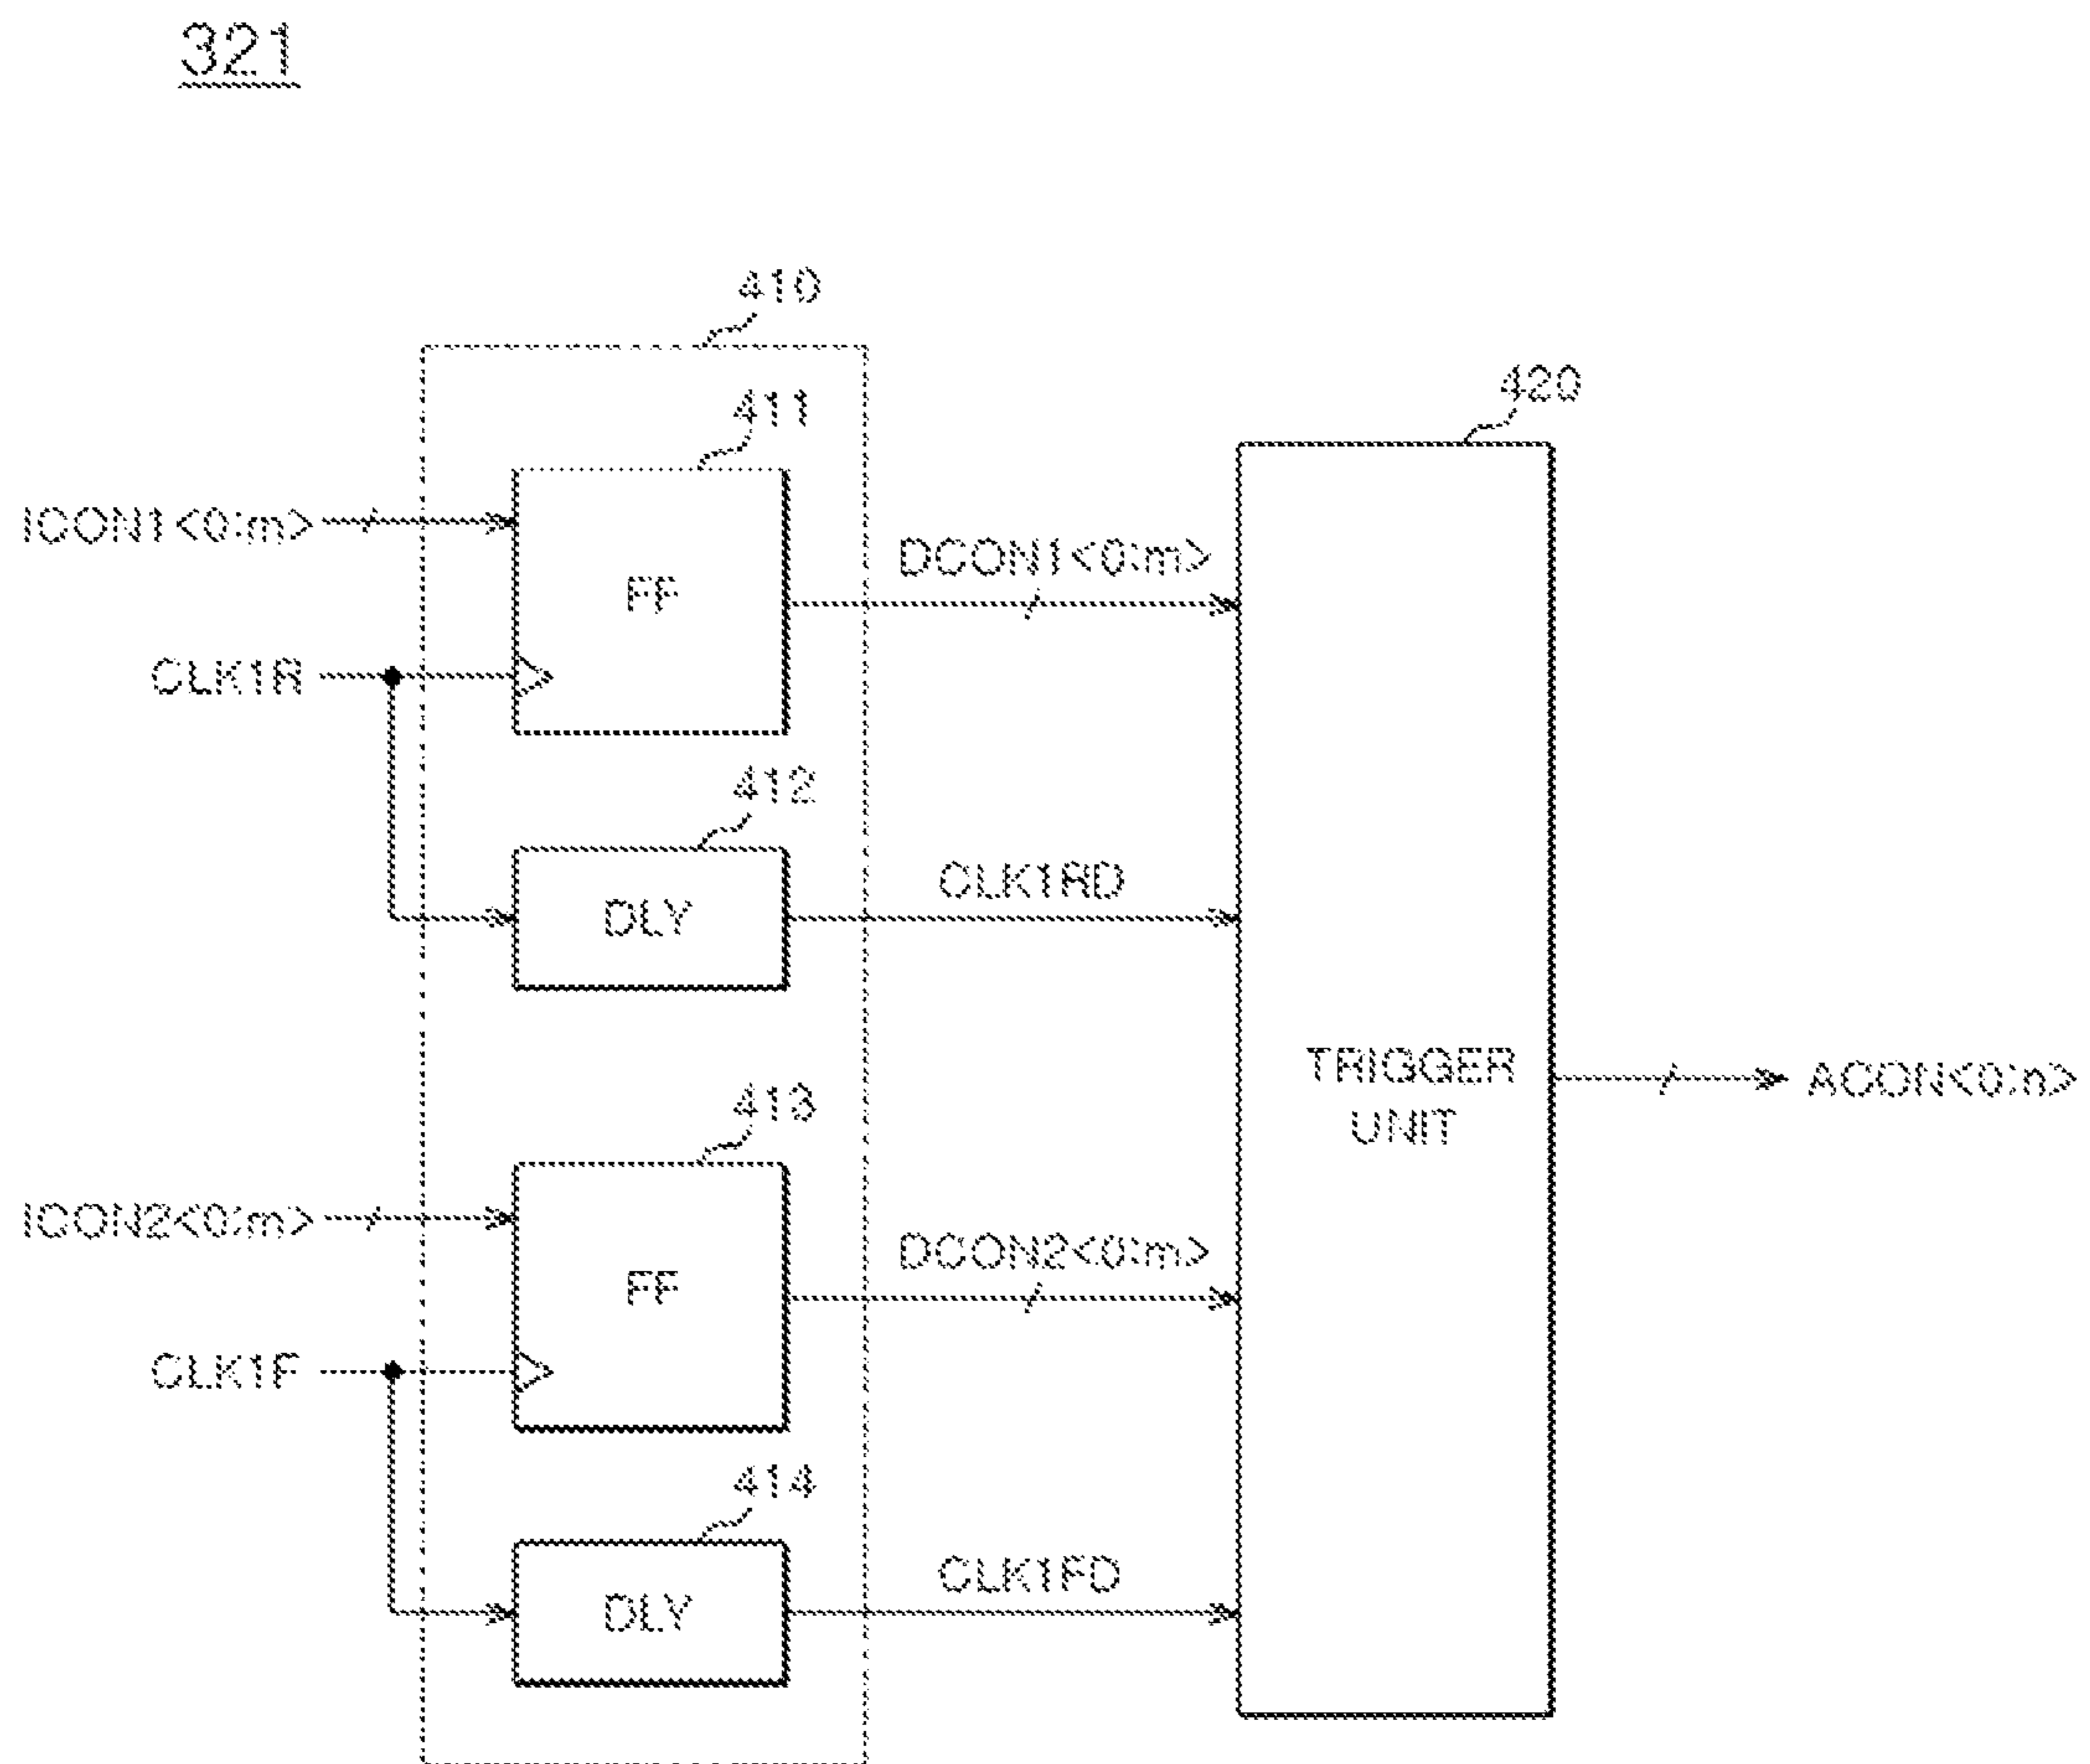 321
410
420
411
ICON1<0:m>
FF
DCON1<0:m>
CLK1R
412
DLY
CLK1RD
TRIGGER
UNIT
ACON<0:n>
413
ICON2<0:m>
FF
DCON2<0:m>
CLK1F
414
DLY
CLK1FD